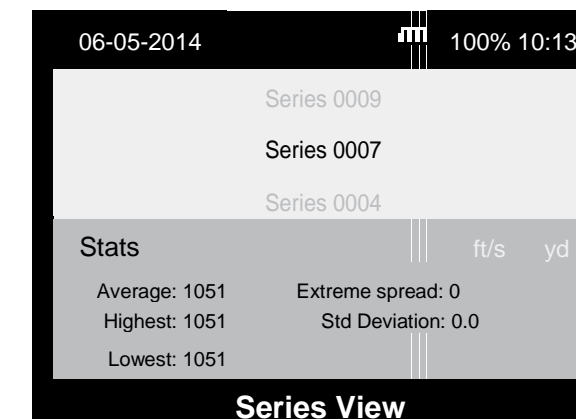 06-05-2014 100% 10:13
Series 0009
Series 0007
Series 0004
Stats ft/s yd
Average: 1051 Extreme spread: 0
Highest: 1051 Std Deviation: 0.0
Lowest: 1051
Series View